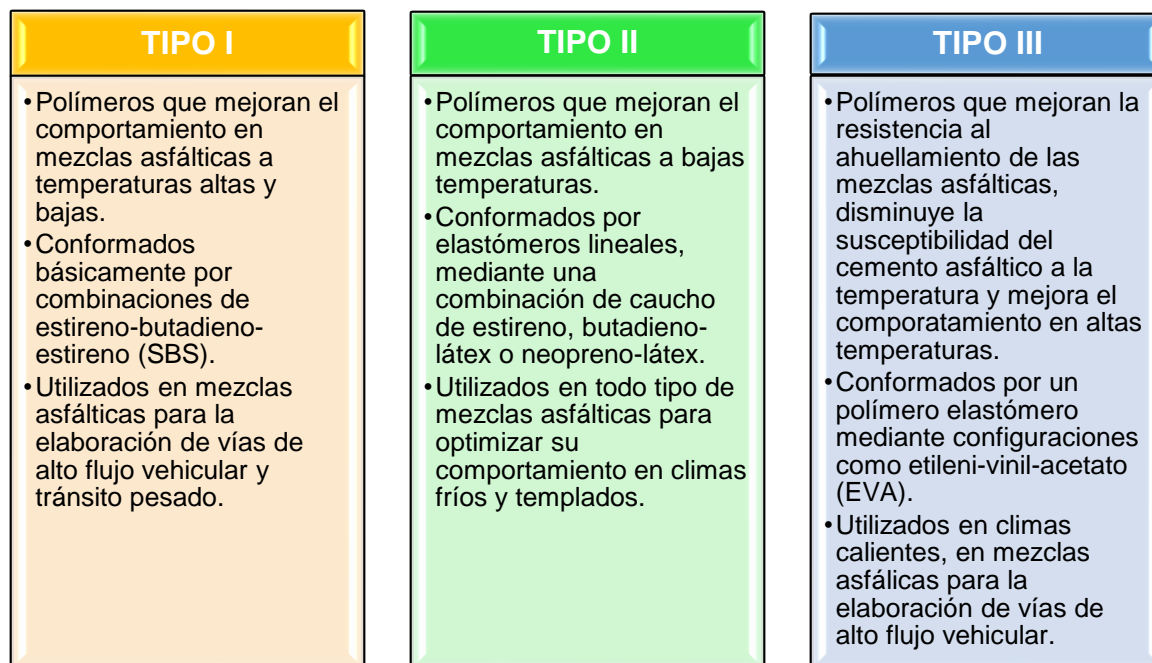 TIPO I
•Polímeros que mejoran el
comportamiento en
mezclas asfálticas a
temperaturas altas y
bajas.
•Conformados
básicamente por
combinaciones de
estireno-butadieno-
estireno (SBS).
•Utilizados en mezclas
asfálticas para la
elaboración de vías de
alto flujo vehicular y
tránsito pesado.
TIPO II
•Polímeros que mejoran el
comportamiento en
mezclas asfálticas a bajas
temperaturas.
•Conformados por
elastómeros lineales,
mediante una
combinación de caucho
de estireno, butadieno-
látex o neopreno-látex.
•Utilizados en todo tipo de
mezclas asfálticas para
optimizar su
comportamiento en climas
fríos y templados.
TIPO III
•Polímeros que mejoran la
resistencia al
ahuellamiento de las
mezclas asfálticas,
disminuye la
susceptibilidad del
cemento asfáltico a la
temperatura y mejora el
comporatamiento en altas
temperaturas.
•Conformados por un
polímero elastómero
mediante configuraciones
como etileni-vinil-acetato
(EVA).
•Utilizados en climas
calientes, en mezclas
asfálicas para la
elaboración de vías de
alto flujo vehicular.